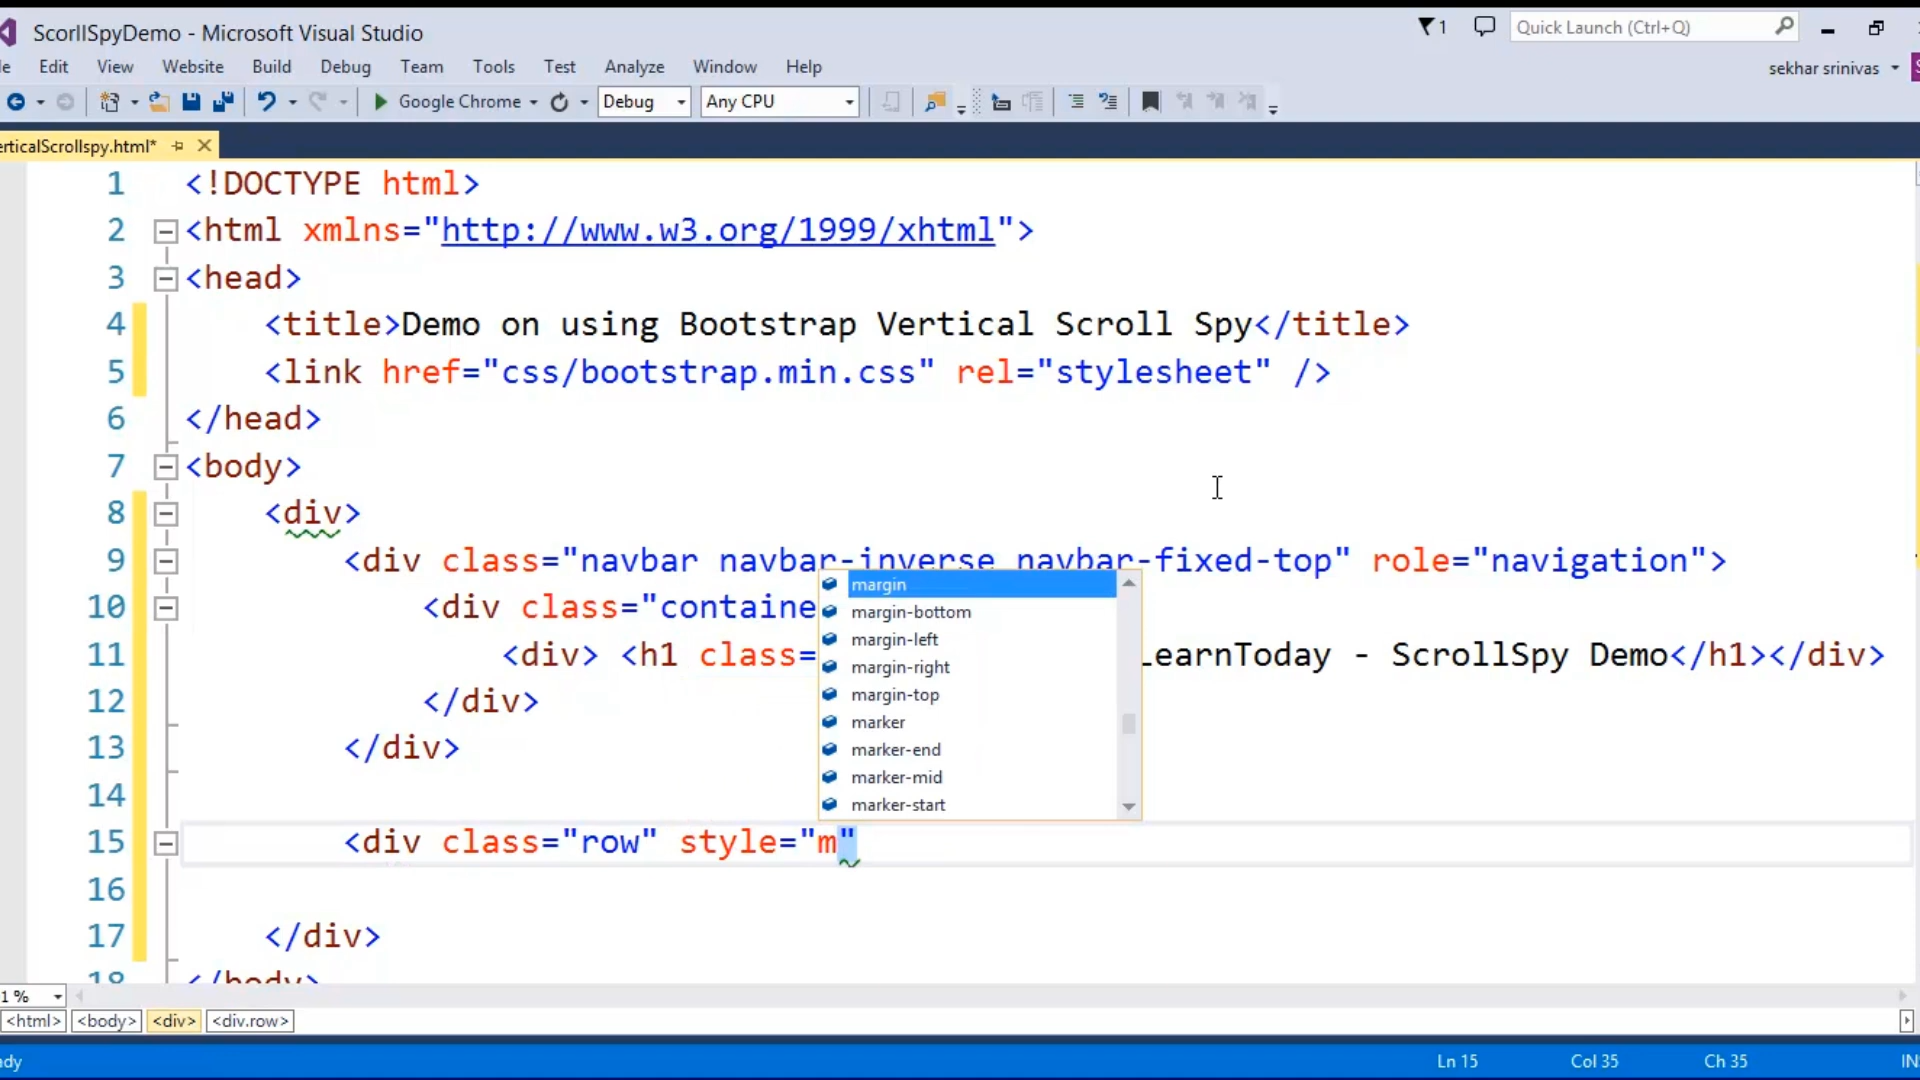 ScorllSpyDemo - Microsoft Visual Studio
1
Quick Launch (Ctrl+Q)
Edit View Website Build Debug Team Tools Test Analyze Window Help
sekhar srinivas
Google Chrome Debug Any CPU
erticalScrollspy.html*
1 <!DOCTYPE html>
2 <html xmlns="http://www.w3.org/1999/xhtml">
3 <head>
4 <title>Demo on using Bootstrap Vertical Scroll Spy</title>
5 <link href="css/bootstrap.min.css" rel="stylesheet" />
6 </head>
7 <body>
8 <div>
9 <div class="navbar navbar-inverse navbar-fixed-top" role="navigation">
10 <div class="containe
11 <div> <h1 class= LearnToday - ScrollSpy Demo</h1></div>
12 </div>
13 </div>
14
15 <div class="row" style="m"
16
17 </div>
18 </body>
margin
margin-bottom
margin-left
margin-right
margin-top
marker
marker-end
marker-mid
marker-start
1 %
<html> <body> <div> <div.row>
Ln 15 Col 35 Ch 35